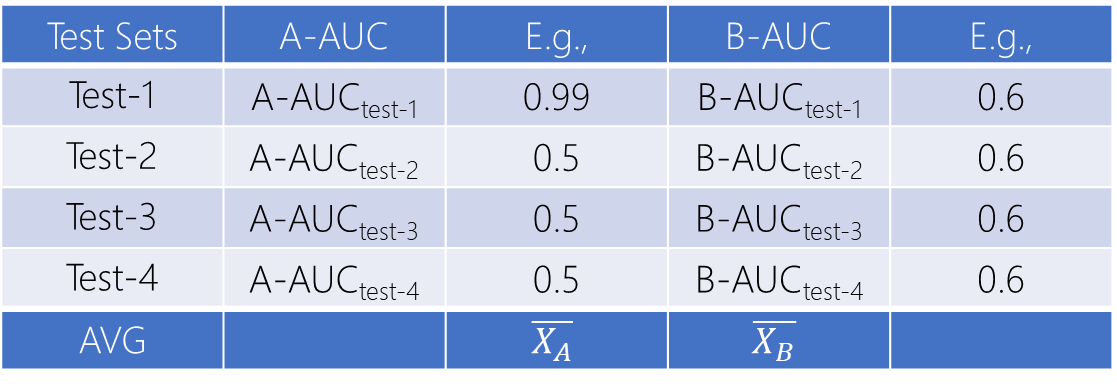 Test Sets A-AUC E.g., B-AUC E.g.,
Test-1 A-AUCtest-1 0.99 B-AUCtest-1 0.6
Test-2 A-AUCtest-2 0.5 B-AUCtest-2 0.6
Test-3 A-AUCtest-3 0.5 B-AUCtest-3 0.6
Test-4 A-AUCtest-4 0.5 B-AUCtest-4 0.6
AVG X̅_A X̅_B